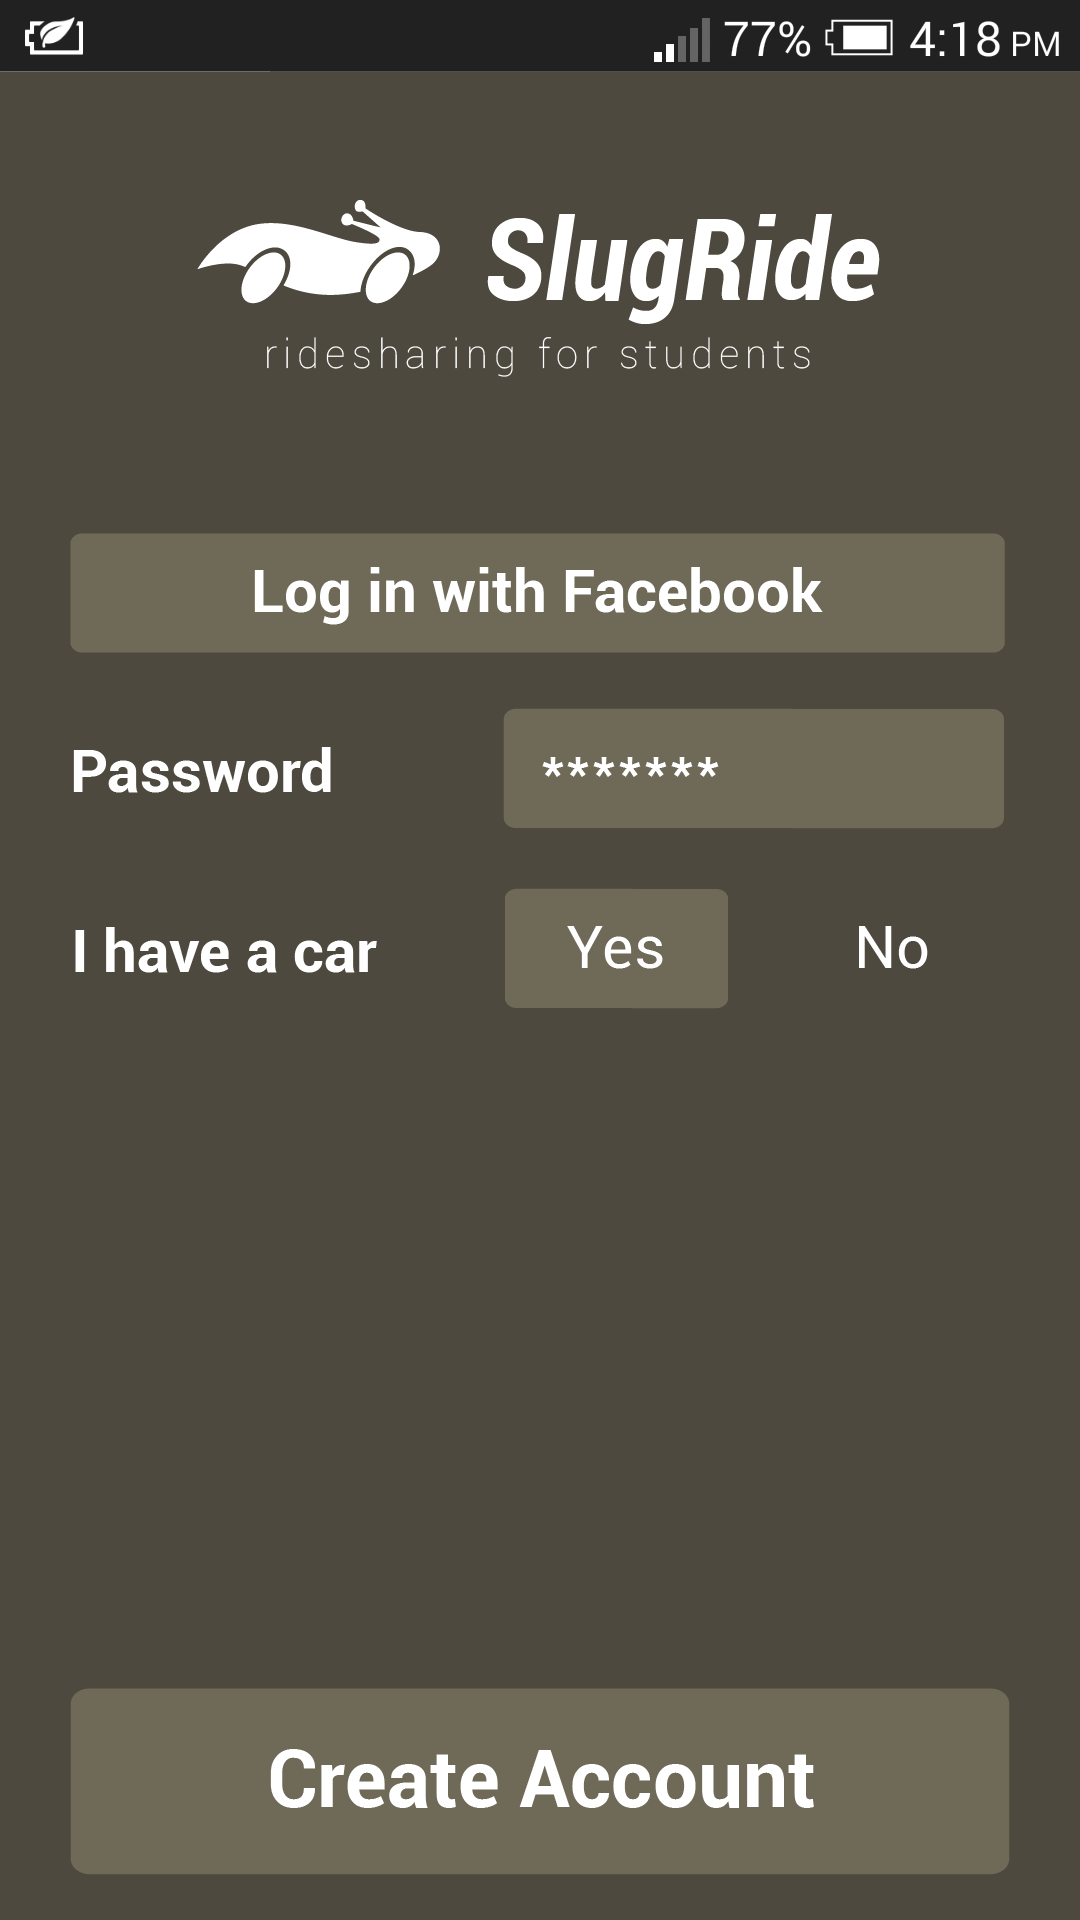 77% 4:18 PM
SlugRide
ridesharing for students
Log in with Facebook
Password *******
I have a car Yes No
Create Account